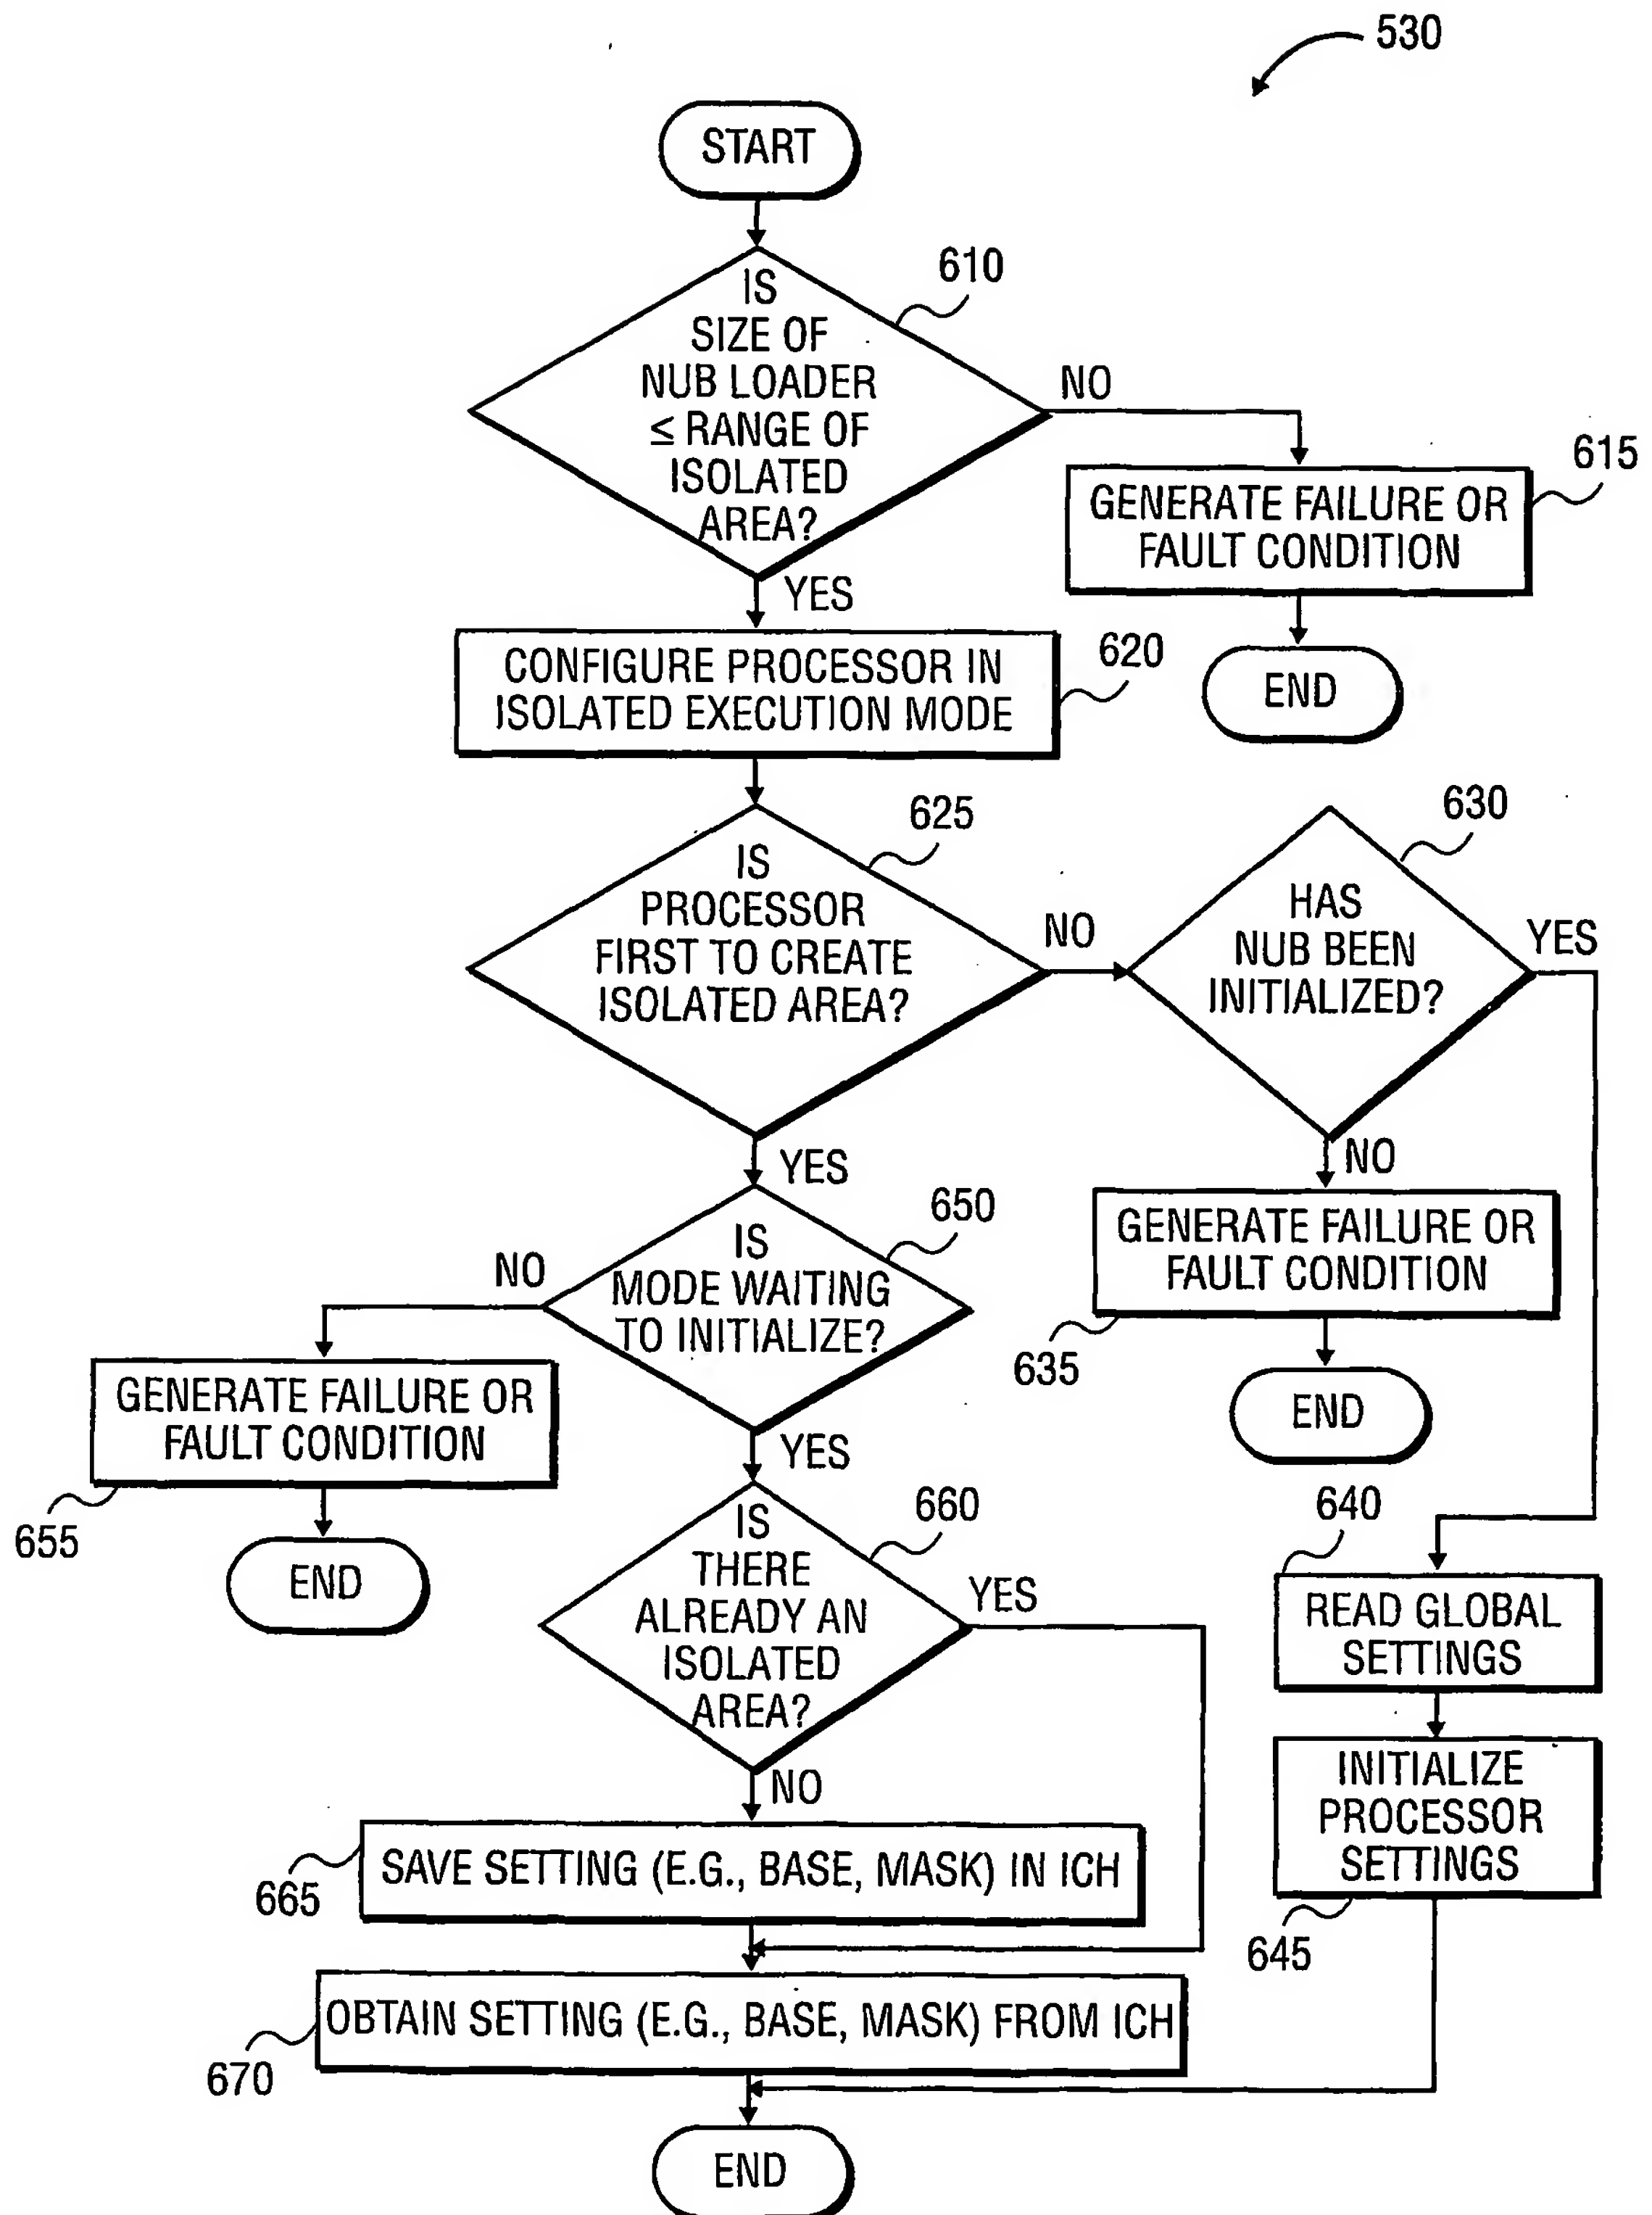 530
START
610
IS
SIZE OF
NUB LOADER
≤ RANGE OF
ISOLATED
AREA?
NO
615
GENERATE FAILURE OR
FAULT CONDITION
END
YES
620
CONFIGURE PROCESSOR IN
ISOLATED EXECUTION MODE
625
IS
PROCESSOR
FIRST TO CREATE
ISOLATED AREA?
NO
630
HAS
NUB BEEN
INITIALIZED?
YES
NO
GENERATE FAILURE OR
FAULT CONDITION
635
END
YES
650
IS
MODE WAITING
TO INITIALIZE?
NO
GENERATE FAILURE OR
FAULT CONDITION
655
END
YES
660
IS
THERE
ALREADY AN
ISOLATED
AREA?
YES
640
READ GLOBAL
SETTINGS
INITIALIZE
PROCESSOR
SETTINGS
645
NO
SAVE SETTING (E.G., BASE, MASK) IN ICH
665
OBTAIN SETTING (E.G., BASE, MASK) FROM ICH
670
END